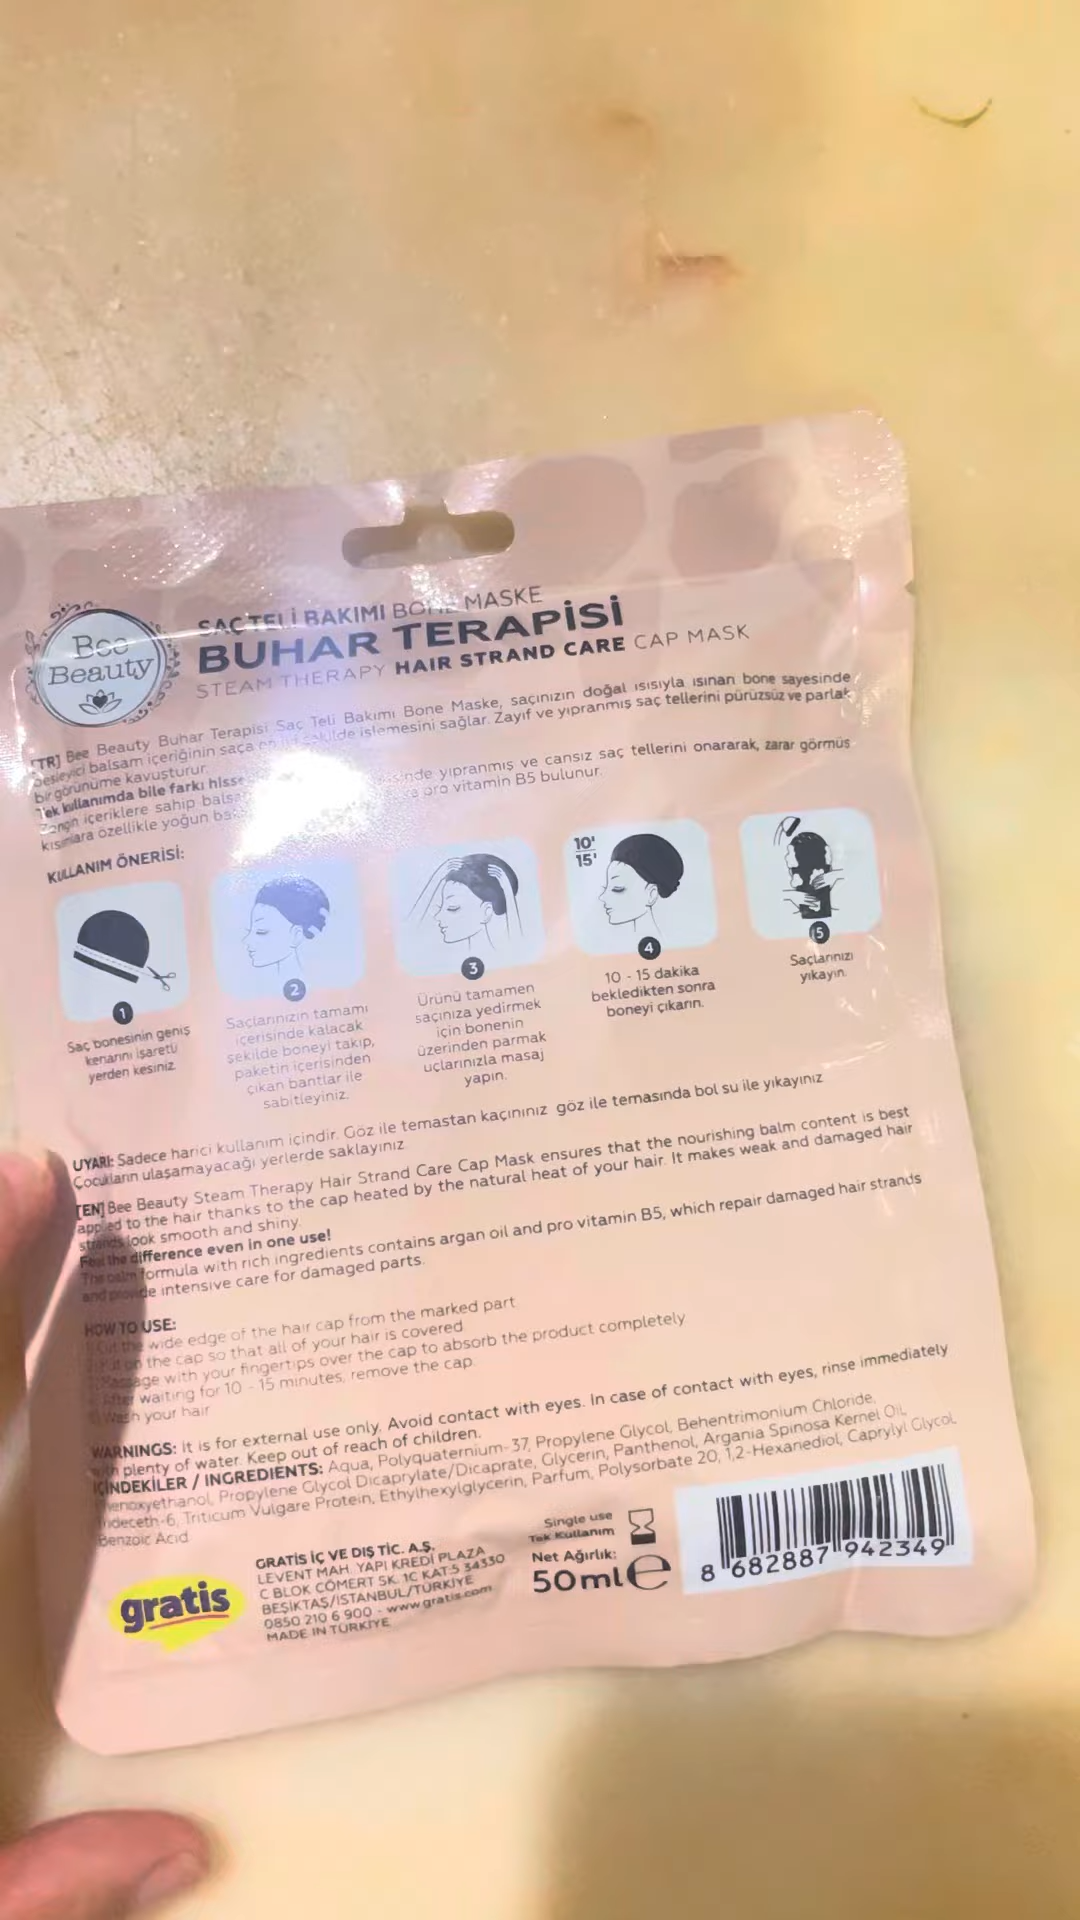 Bee
Beauty
SAÇ TELİ BAKIMI BONE MASKE
BUHAR TERAPİSİ
STEAM THERAPY HAIR STRAND CARE CAP MASK
[TR] Bee Beauty Buhar Terapisi Saç Teli Bakımı Bone Maske, saçınızın doğal ısısıyla ısınan bone sayesinde
besleyici balsam içeriğinin saça en şekilde işlemesini sağlar. Zayıf ve yıpranmış saç tellerini pürüzsüz ve parlak
bir görünüme kavuşturur.
Tek kullanımda bile farkı
Zengin içeriklere sahip yıpranmış ve cansız saç tellerini onararak, zarar görmüş
kısımlara özellikle yoğun pro vitamin B5 bulunur.
KULLANIM ÖNERİSİ:
10'
15'
1
Saç bonesinin geniş
kenarını işaretli
yerden kesiniz.
2
Saçlarınızın tamamı
içerisinde kalacak
şekilde boneyi takıp,
paketin içerisinden
çıkan bantlar ile
sabitleyiniz.
3
Ürünü tamamen
saçınıza yedirmek
için bonenin
üzerinden parmak
uçlarınızla masaj
yapın.
4
10 - 15 dakika
bekledikten sonra
boneyi çıkarın.
5
Saçlarınızı
yıkayın.
UYARI: Sadece harici kullanım içindir. Göz ile temastan kaçınınız göz ile temasında bol su ile yıkayınız
Çocukların ulaşamayacağı yerlerde saklayınız.
[EN] Bee Beauty Steam Therapy Hair Strand Care Cap Mask ensures that the nourishing balm content is best
applied to the hair thanks to the cap heated by the natural heat of your hair. It makes weak and damaged hair
strands look smooth and shiny.
Feel the difference even in one use!
The balm formula with rich ingredients contains argan oil and pro vitamin B5, which repair damaged hair strands
and provide intensive care for damaged parts.
HOW TO USE:
Cut the wide edge of the hair cap from the marked part
Put on the cap so that all of your hair is covered
Massage with your fingertips over the cap to absorb the product completely
After waiting for 10 - 15 minutes, remove the cap.
Wash your hair
WARNINGS: It is for external use only. Avoid contact with eyes. In case of contact with eyes, rinse immediately
with plenty of water. Keep out of reach of children.
İÇİNDEKİLER / INGREDIENTS: Aqua, Polyquaternium-37, Propylene Glycol, Behentrimonium Chloride,
Phenoxyethanol, Propylene Glycol Dicaprylate/Dicaprate, Glycerin, Panthenol, Argania Spinosa Kernel Oil,
Trideceth-6, Triticum Vulgare Protein, Ethylhexylglycerin, Parfum, Polysorbate 20, 1,2-Hexanediol, Caprylyl Glycol,
Benzoic Acid
gratis
GRATİS İÇ VE DIŞ TİC. A.Ş.
LEVENT MAH. YAPI KREDİ PLAZA
C BLOK CÖMERT SK. 1C KAT:5 34330
BEŞİKTAŞ/İSTANBUL/TÜRKİYE
0850 210 6 900 - www.gratis.com
MADE IN TÜRKİYE
Single use
Tek Kullanım
Net Ağırlık:
50ml e
8 682887 942349